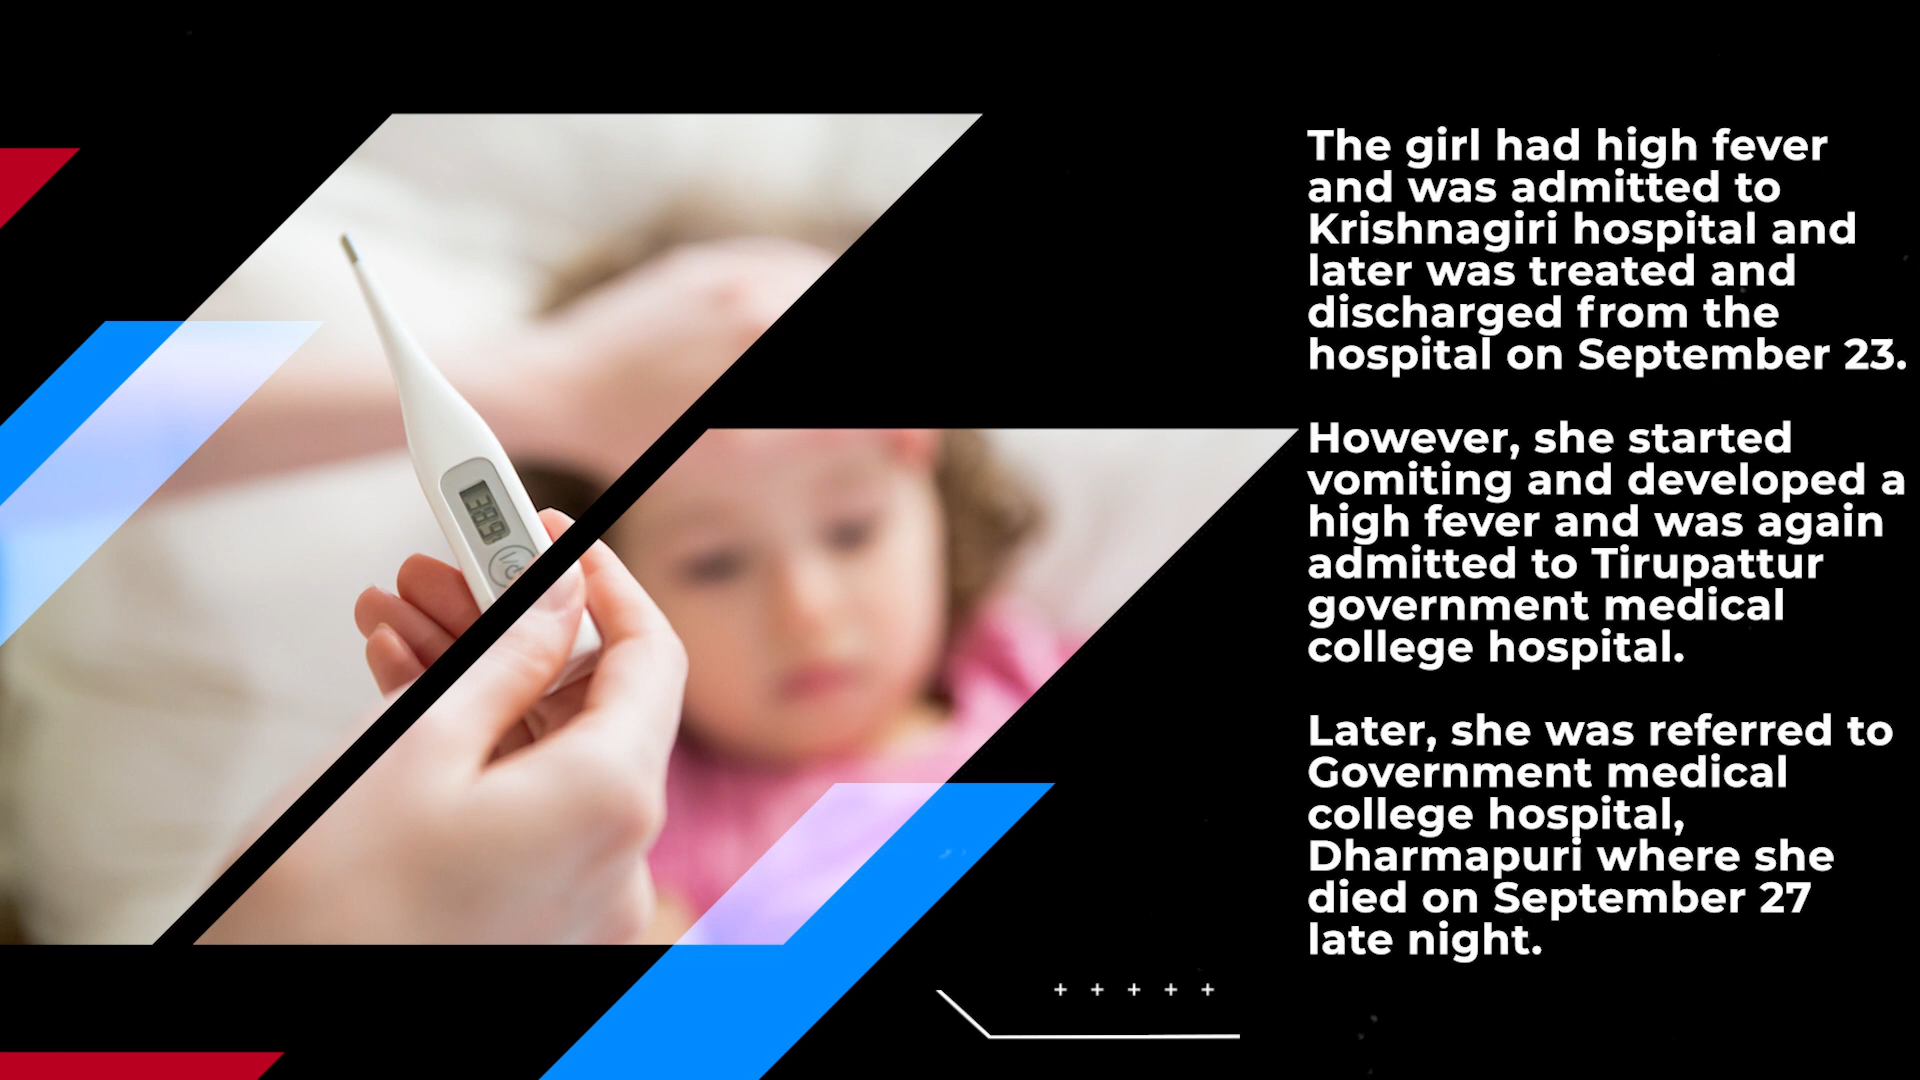 The girl had high fever
and was admitted to
Krishnagiri hospital and
later was treated and
discharged from the
hospital on September 23.
However, she started
vomiting and developed a
high fever and was again
admitted to Tirupattur
government medical
college hospital.
Later, she was referred to
Government medical
college hospital,
Dharmapuri where she
died on September 27
late night.